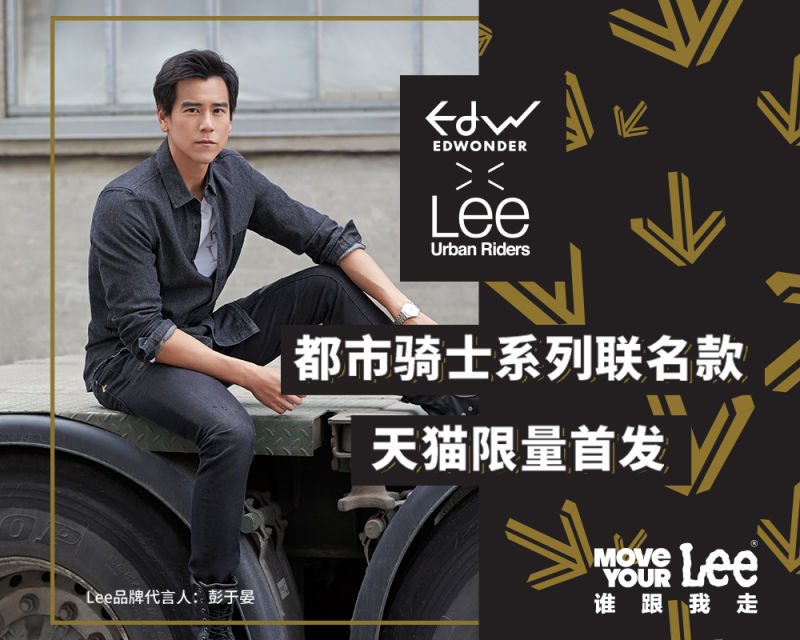 EdW
EDWONDER
X
Lee
Urban Riders
都市骑士系列联名款
天猫限量首发
Lee品牌代言人：彭于晏
MOVE
YOUR
Lee®
谁跟我走